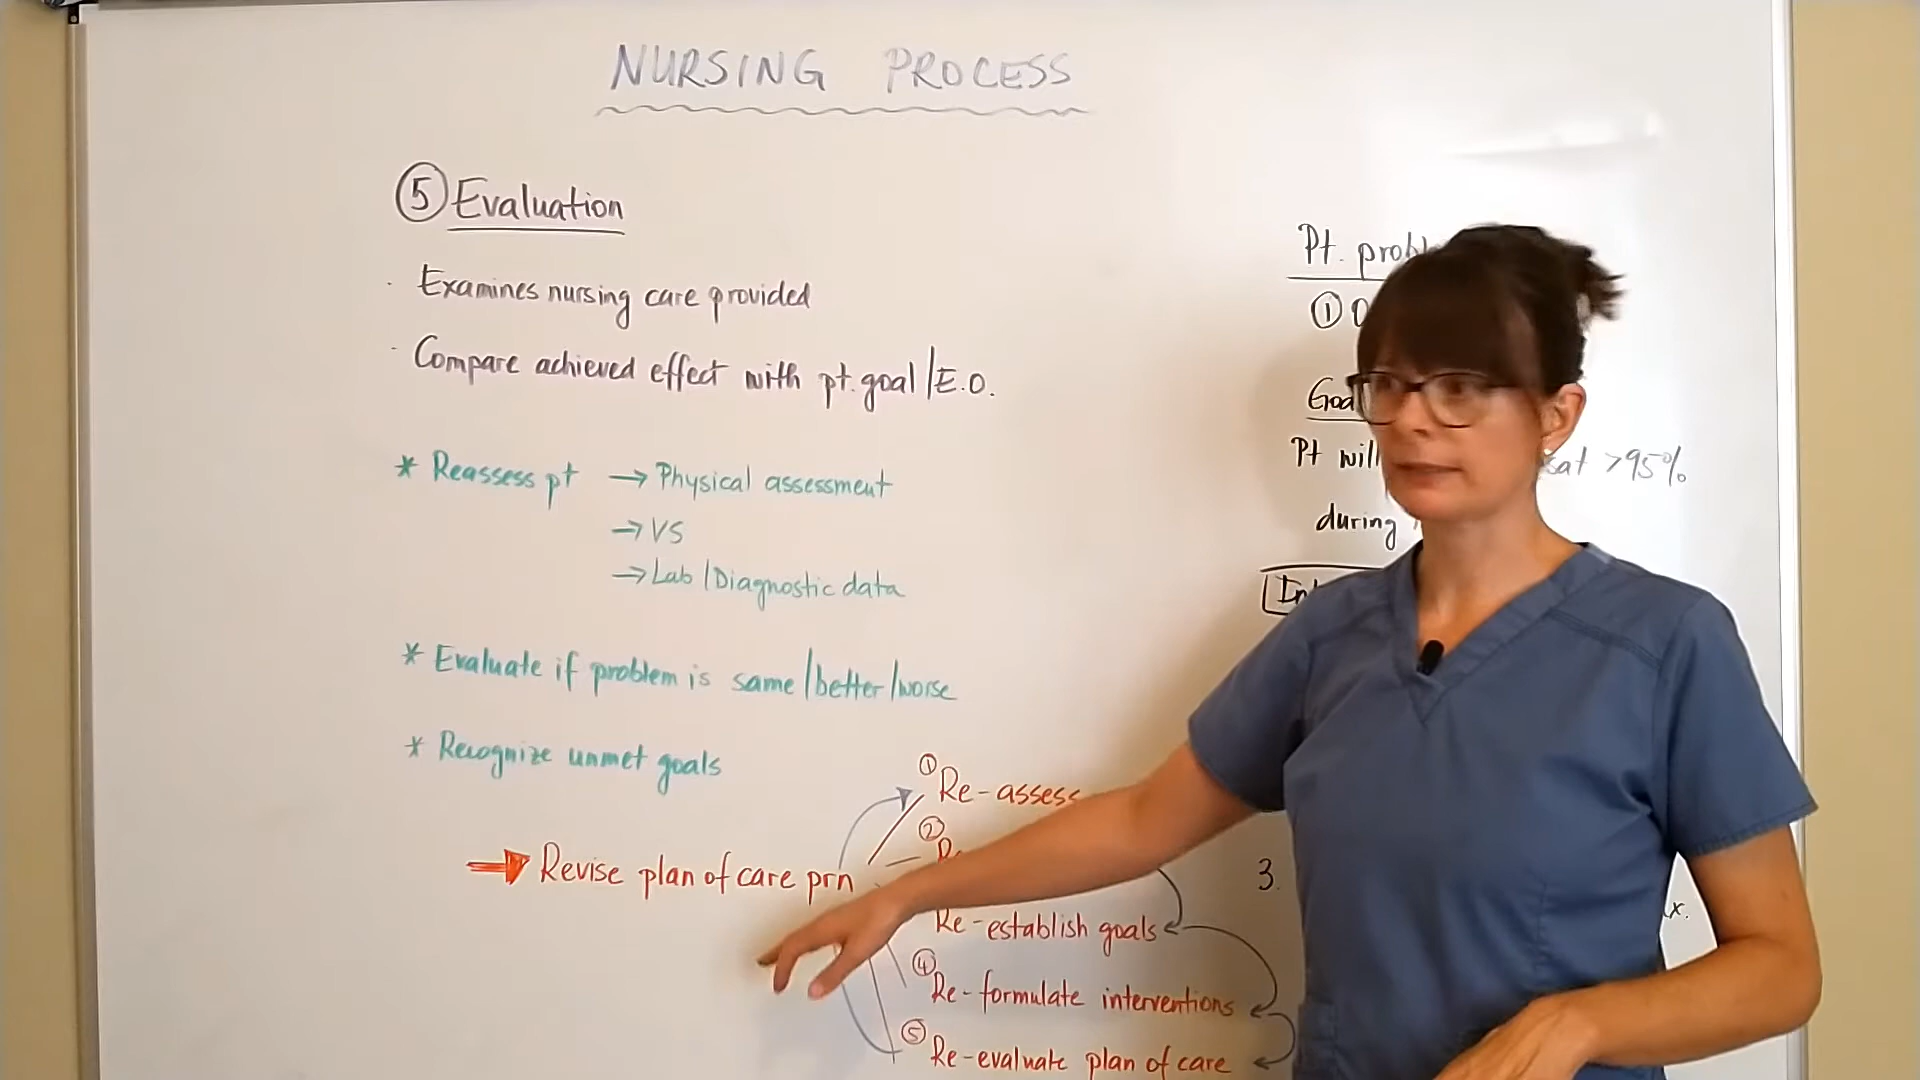 NURSING PROCESS
⑤ Evaluation
· Examines nursing care provided
· Compare achieved effect with pt. goal/E.O.
* Reassess pt → Physical assessment
→ VS
→ Lab/Diagnostic data
* Evaluate if problem is same/better/worse
* Recognize unmet goals
Revise plan of care prn
① Re-assess
②
Re-establish goals
④ Re-formulate interventions
⑤ Re-evaluate plan of care
Pt.
①
Pt will sat >95%
during
3.